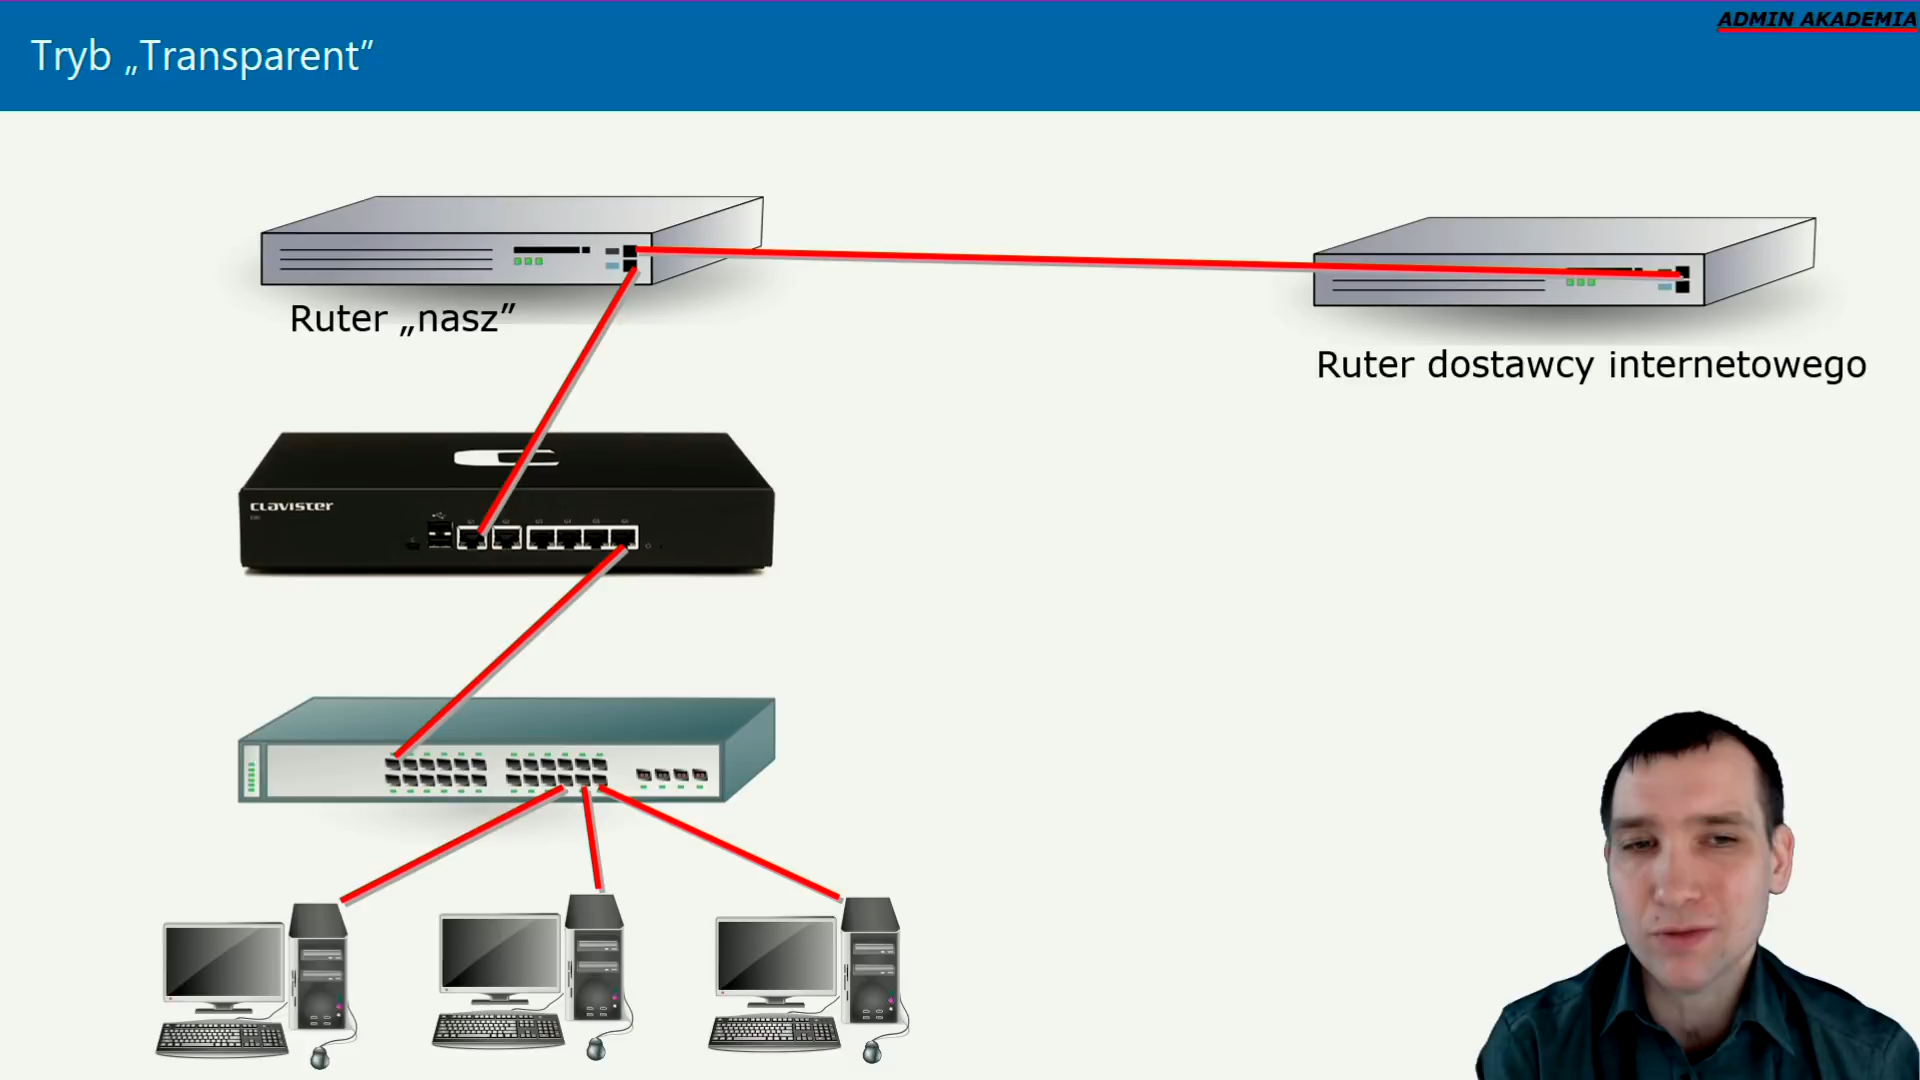 ADMIN AKADEMIA
Tryb „Transparent”
Ruter „nasz”
Ruter dostawcy internetowego
CLAVISTER